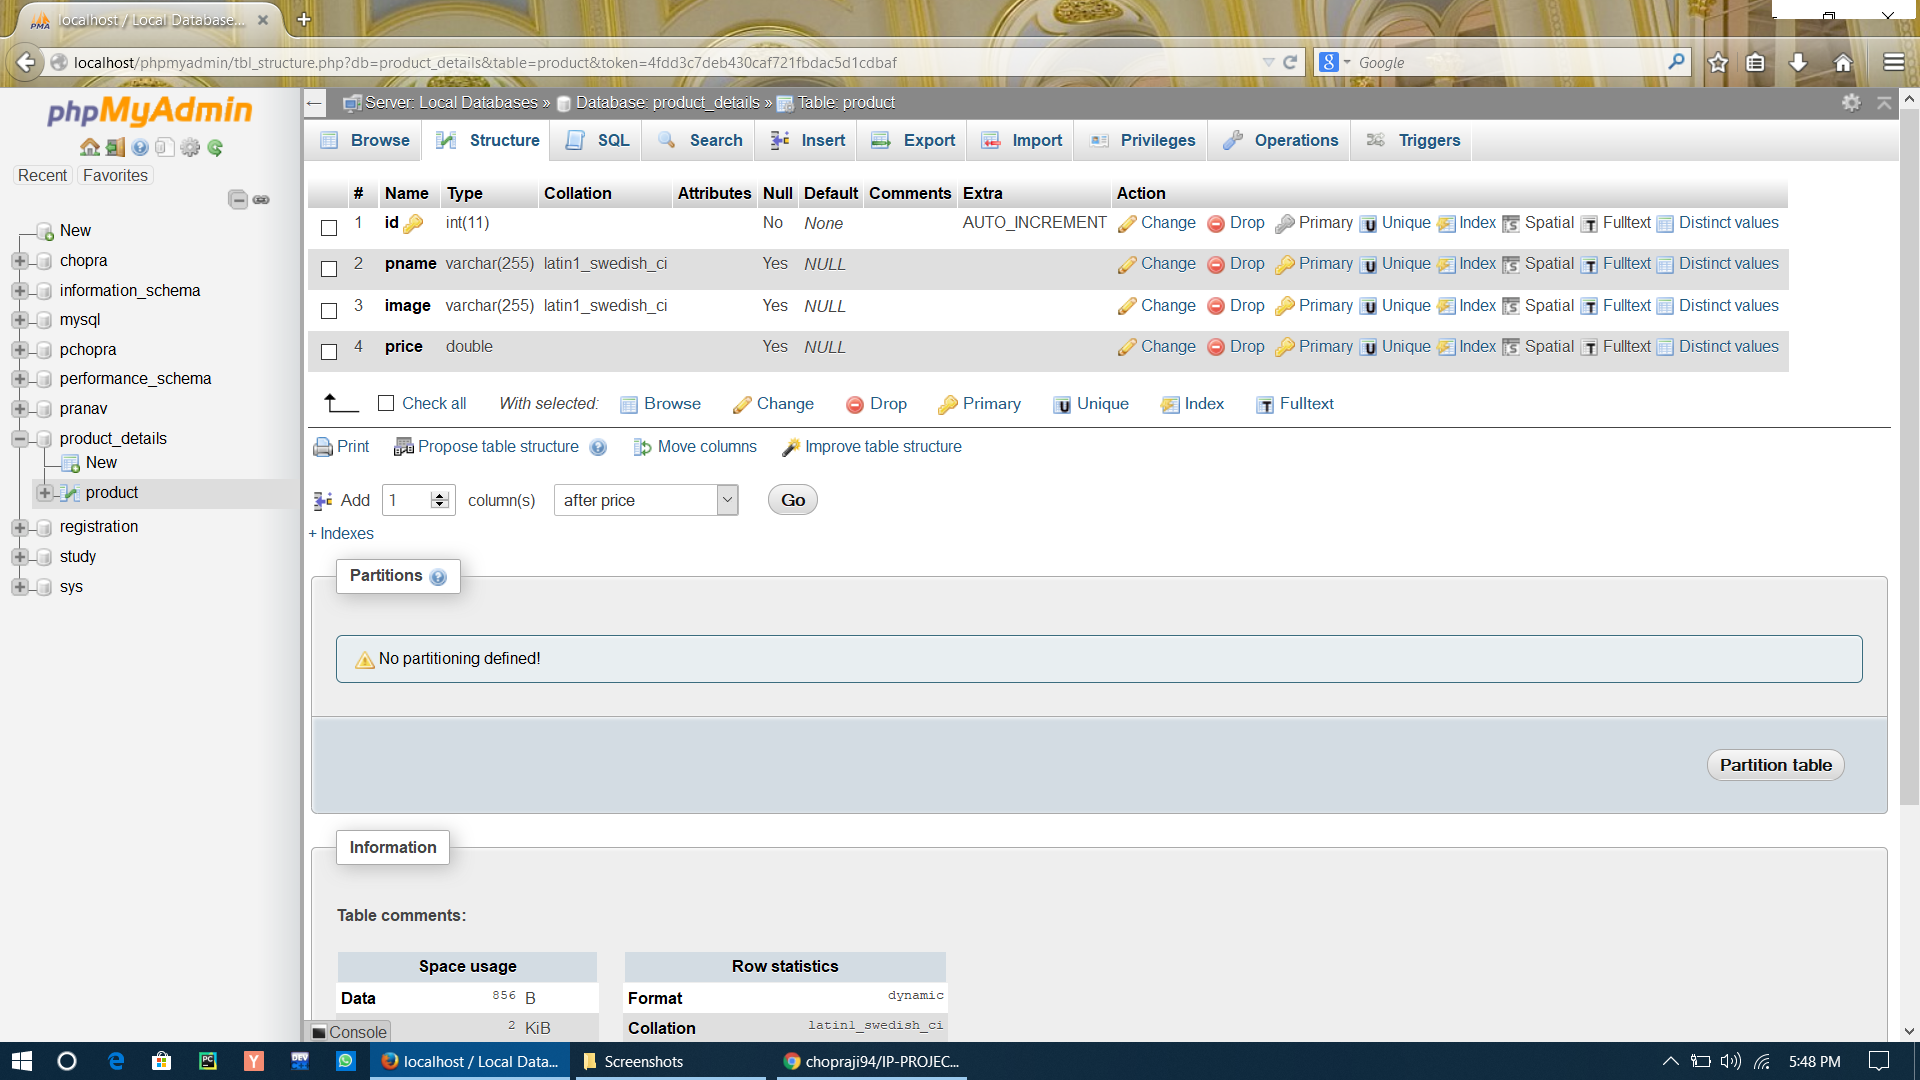 localhost / Local Database...
localhost/phpmyadmin/tbl_structure.php?db=product_details&table=product&token=4fdd3c7deb430caf721fbdac5d1cdbaf
Google
phpMyAdmin
Recent Favorites
New
chopra
information_schema
mysql
pchopra
performance_schema
pranav
product_details
New
product
registration
study
sys
Server: Local Databases » Database: product_details » Table: product
Browse Structure SQL Search Insert Export Import Privileges Operations Triggers
# Name Type Collation Attributes Null Default Comments Extra Action
1 id int(11) No None AUTO_INCREMENT Change Drop Primary Unique Index Spatial Fulltext Distinct values
2 pname varchar(255) latin1_swedish_ci Yes NULL Change Drop Primary Unique Index Spatial Fulltext Distinct values
3 image varchar(255) latin1_swedish_ci Yes NULL Change Drop Primary Unique Index Spatial Fulltext Distinct values
4 price double Yes NULL Change Drop Primary Unique Index Spatial Fulltext Distinct values
Check all With selected: Browse Change Drop Primary Unique Index Fulltext
Print Propose table structure Move columns Improve table structure
Add 1 column(s) after price Go
+ Indexes
Partitions
No partitioning defined!
Partition table
Information
Table comments:
Space usage
Data 856 B
2 KiB
Row statistics
Format dynamic
Collation latin1_swedish_ci
Console
localhost / Local Data...
Screenshots
chopraji94/IP-PROJEC...
5:48 PM